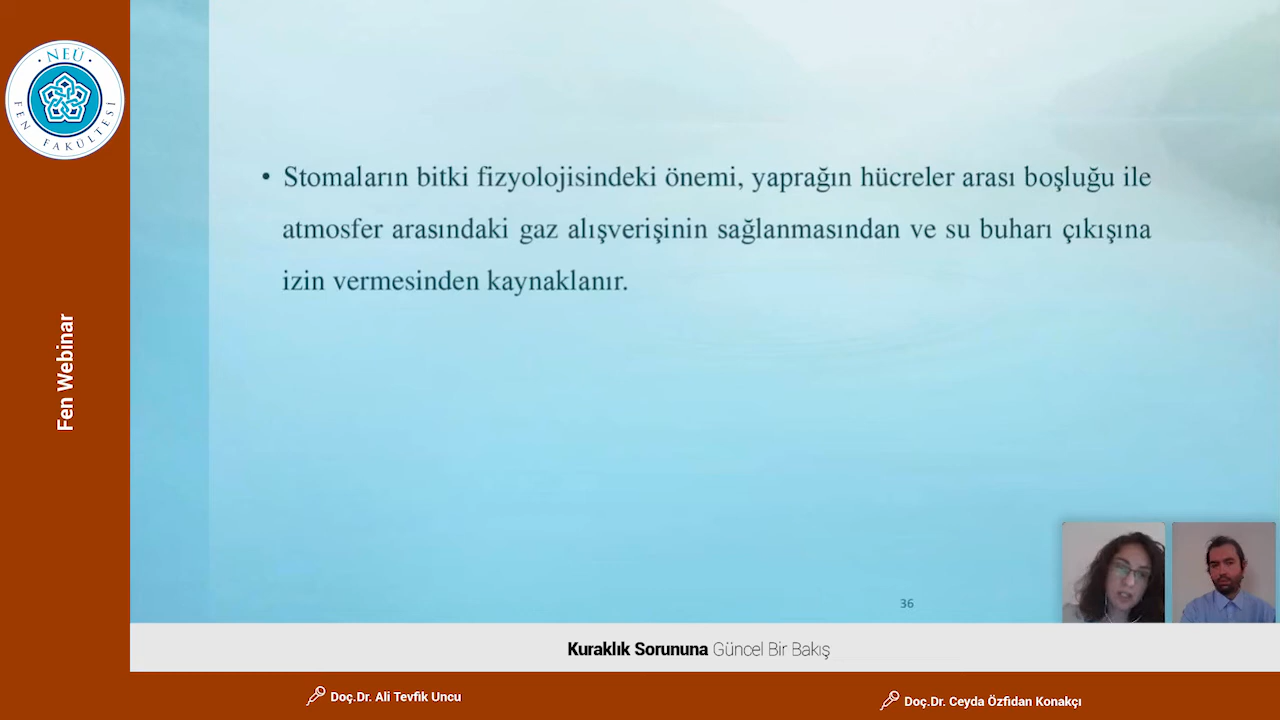 · NEÜ ·
FEN FAKÜLTESİ
Fen Webinar
• Stomaların bitki fizyolojisindeki önemi, yaprağın hücreler arası boşluğu ile
atmosfer arasındaki gaz alışverişinin sağlanmasından ve su buharı çıkışına
izin vermesinden kaynaklanır.
36
Kuraklık Sorununa Güncel Bir Bakış
Doç.Dr. Ali Tevfik Uncu
Doç.Dr. Ceyda Özfidan Konakçı